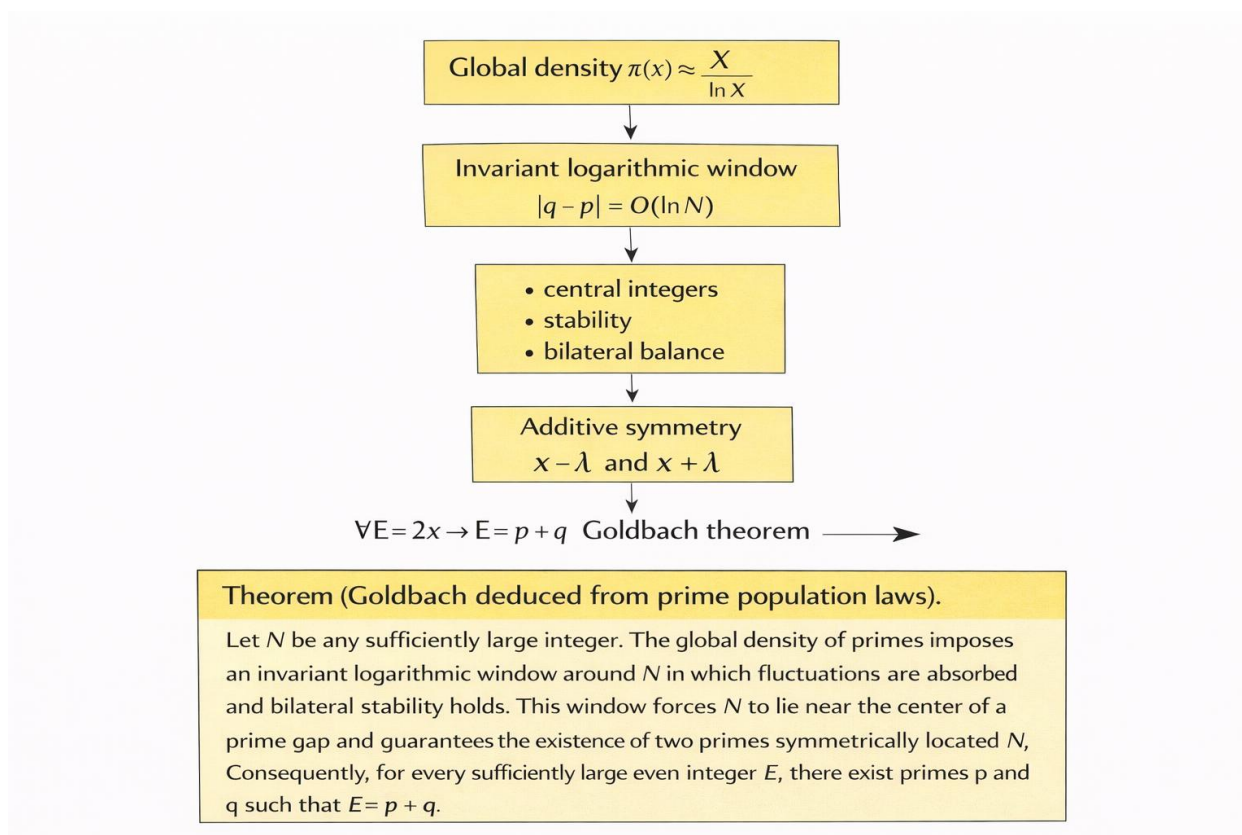 Global density π(x) ≈ X / ln X
Invariant logarithmic window
|q – p| = O(ln N)
• central integers
• stability
• bilateral balance
Additive symmetry
x – λ and x + λ
∀E = 2x → E = p + q Goldbach theorem
Theorem (Goldbach deduced from prime population laws).
Let N be any sufficiently large integer. The global density of primes imposes
an invariant logarithmic window around N in which fluctuations are absorbed
and bilateral stability holds. This window forces N to lie near the center of a
prime gap and guarantees the existence of two primes symmetrically located N,
Consequently, for every sufficiently large even integer E, there exist primes p and
q such that E = p + q.